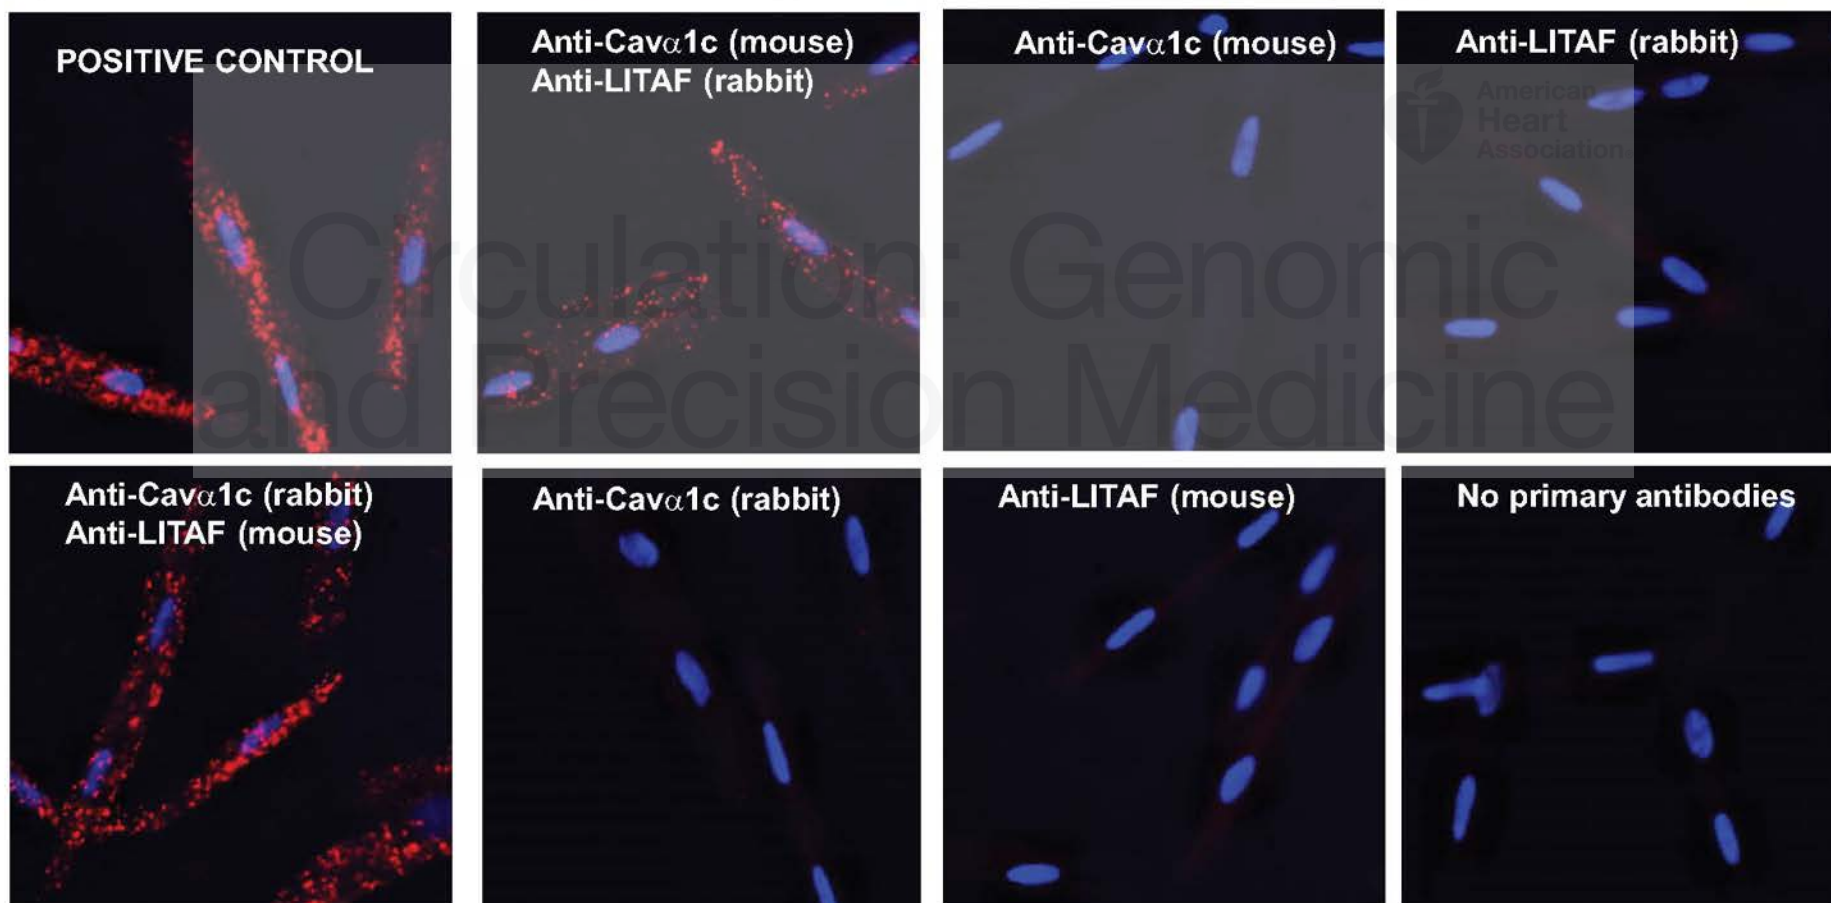 POSITIVE CONTROL
Anti-Cavα1c (mouse)
Anti-LITAF (rabbit)
Anti-Cavα1c (mouse)
Anti-LITAF (rabbit)
American
Heart
Association
Circulation: Genomic
and Precision Medicine
Anti-Cavα1c (rabbit)
Anti-LITAF (mouse)
Anti-Cavα1c (rabbit)
Anti-LITAF (mouse)
No primary antibodies